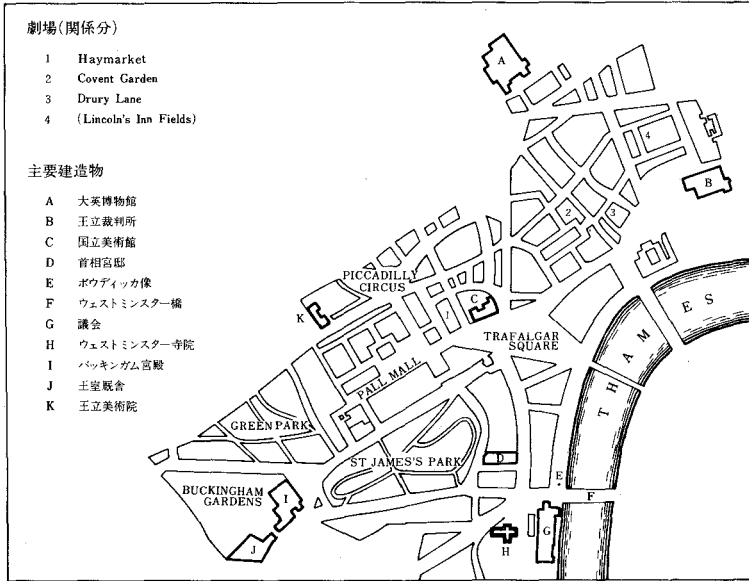 劇場(関係分)
1 Haymarket
2 Covent Garden
3 Drury Lane
4 (Lincoln's Inn Fields)
主要建造物
A 大英博物館
B 王立裁判所
C 国立美術館
D 首相官邸
E ボウディッカ像
F ウェストミンスター橋
G 議会
H ウェストミンスター寺院
I バッキンガム宮殿
J 王室厩舎
K 王立美術院
A
4
B
2
3
PICCADILLY
CIRCUS
K
1
C
TRAFALGAR
SQUARE
THAMES
PALL MALL
GREEN PARK
ST JAMES'S PARK
D
E
F
BUCKINGHAM
GARDENS
I
J
H
G